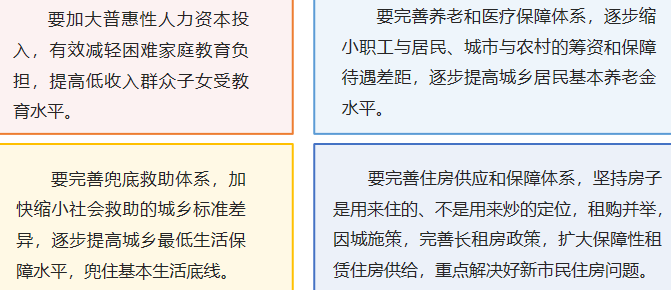 要加大普惠性人力资本投
入，有效减轻困难家庭教育负
担，提高低收入群众子女受教
育水平。
要完善养老和医疗保障体系，逐步缩
小职工与居民、城市与农村的筹资和保障
待遇差距，逐步提高城乡居民基本养老金
水平。
要完善兜底救助体系，加
快缩小社会救助的城乡标准差
异，逐步提高城乡最低生活保
障水平，兜住基本生活底线。
要完善住房供应和保障体系，坚持房子
是用来住的、不是用来炒的定位，租购并举，
因城施策，完善长租房政策，扩大保障性租
赁住房供给，重点解决好新市民住房问题。